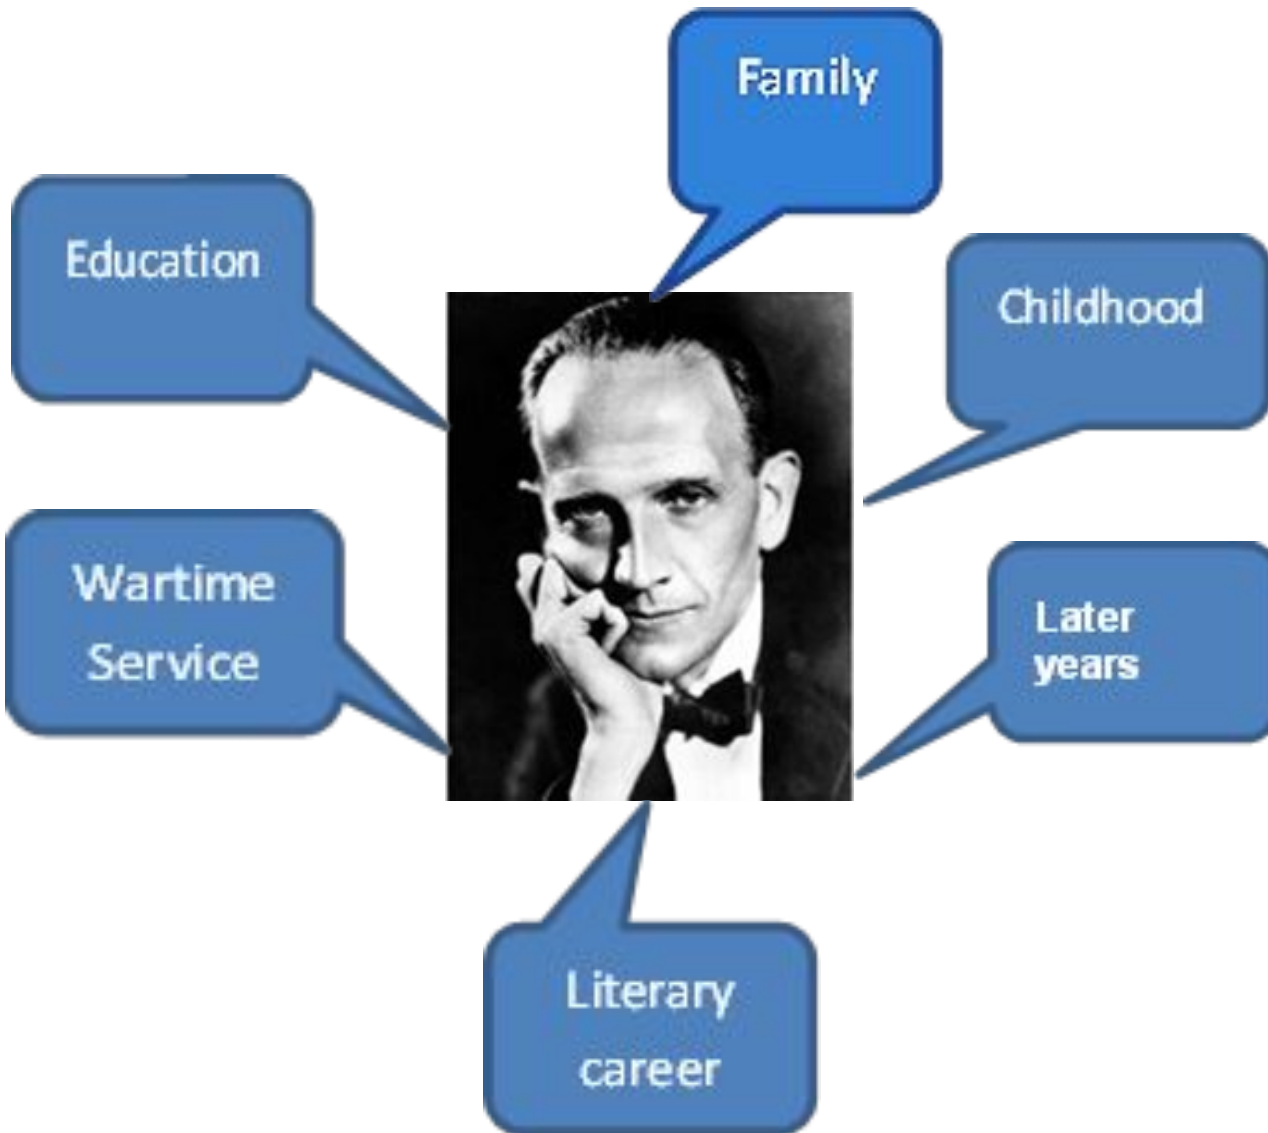 Family
Education
Childhood
Wartime
Service
Later
years
Literary
career